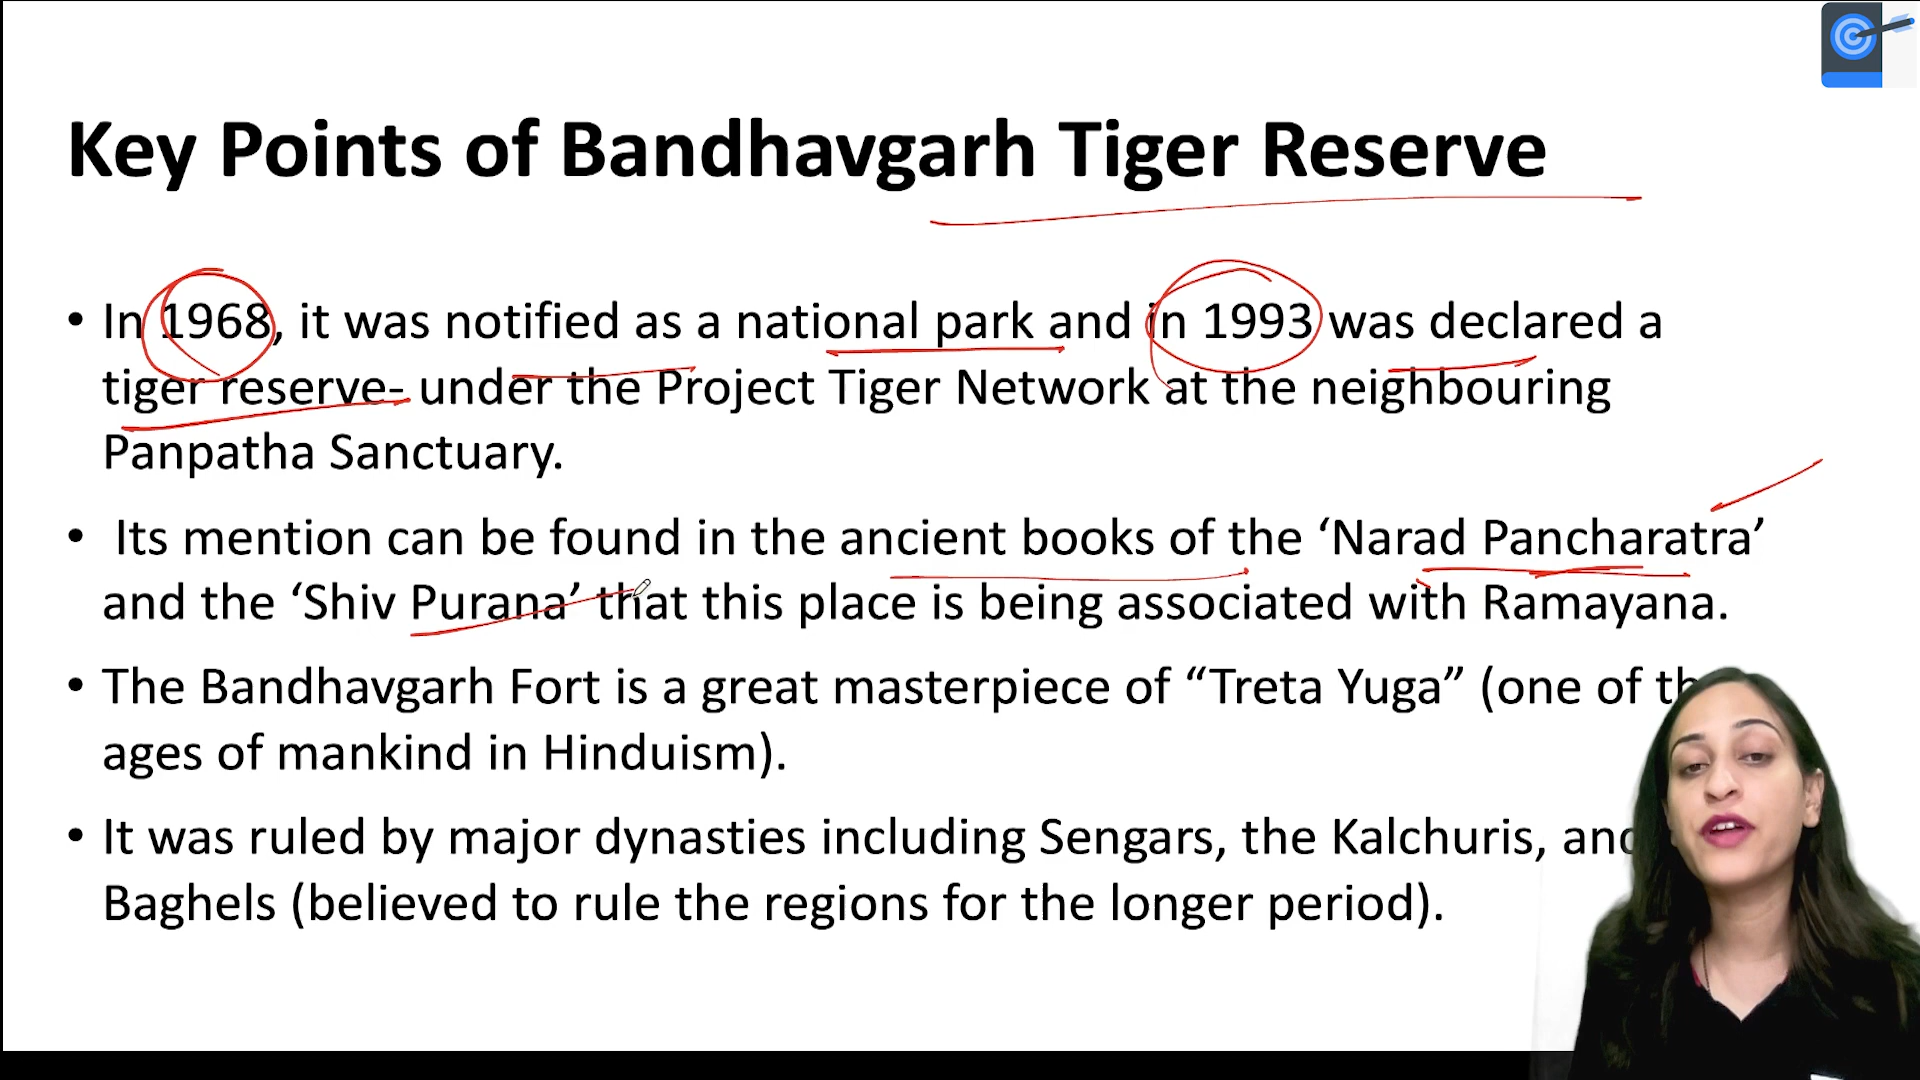 Key Points of Bandhavgarh Tiger Reserve
• In 1968, it was notified as a national park and in 1993 was declared a
tiger reserve- under the Project Tiger Network at the neighbouring
Panpatha Sanctuary.
• Its mention can be found in the ancient books of the ‘Narad Pancharatra’
and the ‘Shiv Purana’ that this place is being associated with Ramayana.
• The Bandhavgarh Fort is a great masterpiece of “Treta Yuga” (one of
ages of mankind in Hinduism).
• It was ruled by major dynasties including Sengars, the Kalchuris,
Baghels (believed to rule the regions for the longer period).